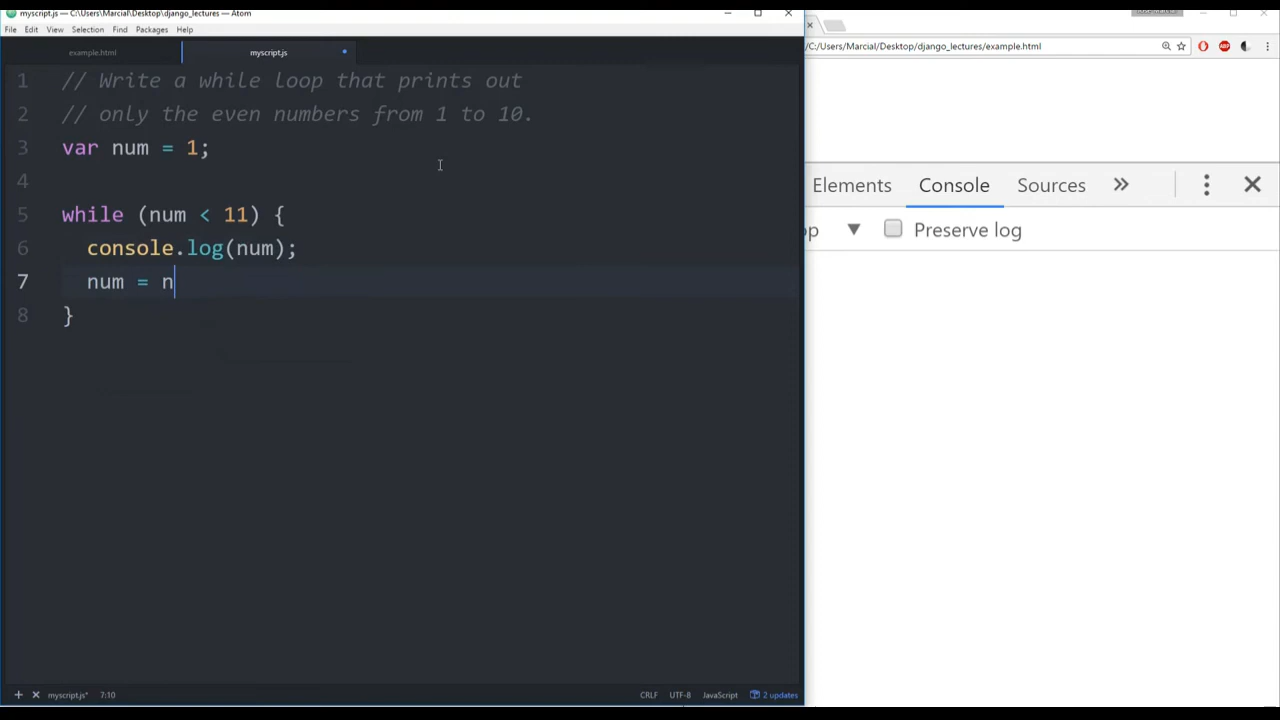 myscript.js — C:\Users\Marcial\Desktop\django_lectures — Atom
File Edit View Selection Find Packages Help
example.html myscript.js
/C:/Users/Marcial/Desktop/django_lectures/example.html
1 // Write a while loop that prints out
2 // only the even numbers from 1 to 10.
3 var num = 1;
4
5 while (num < 11) {
6 console.log(num);
7 num = n
8 }
Elements Console Sources
op Preserve log
myscript.js* 7:10 CRLF UTF-8 JavaScript 2 updates